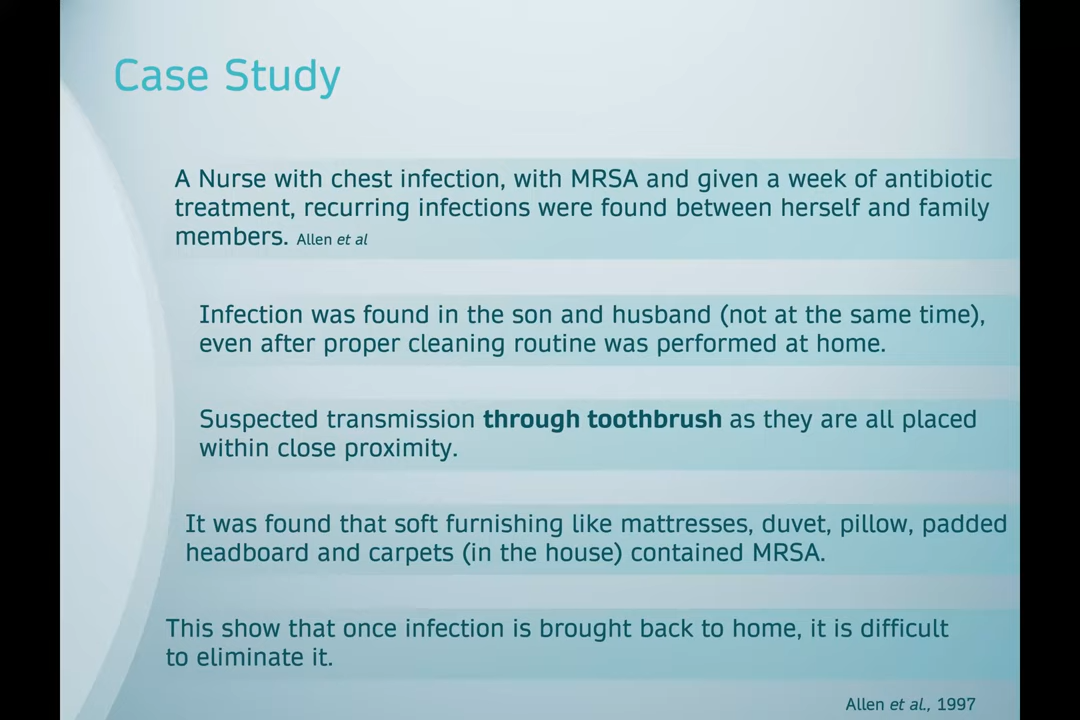 Case Study
A Nurse with chest infection, with MRSA and given a week of antibiotic
treatment, recurring infections were found between herself and family
members. Allen et al
Infection was found in the son and husband (not at the same time),
even after proper cleaning routine was performed at home.
Suspected transmission through toothbrush as they are all placed
within close proximity.
It was found that soft furnishing like mattresses, duvet, pillow, padded
headboard and carpets (in the house) contained MRSA.
This show that once infection is brought back to home, it is difficult
to eliminate it.
Allen et al., 1997